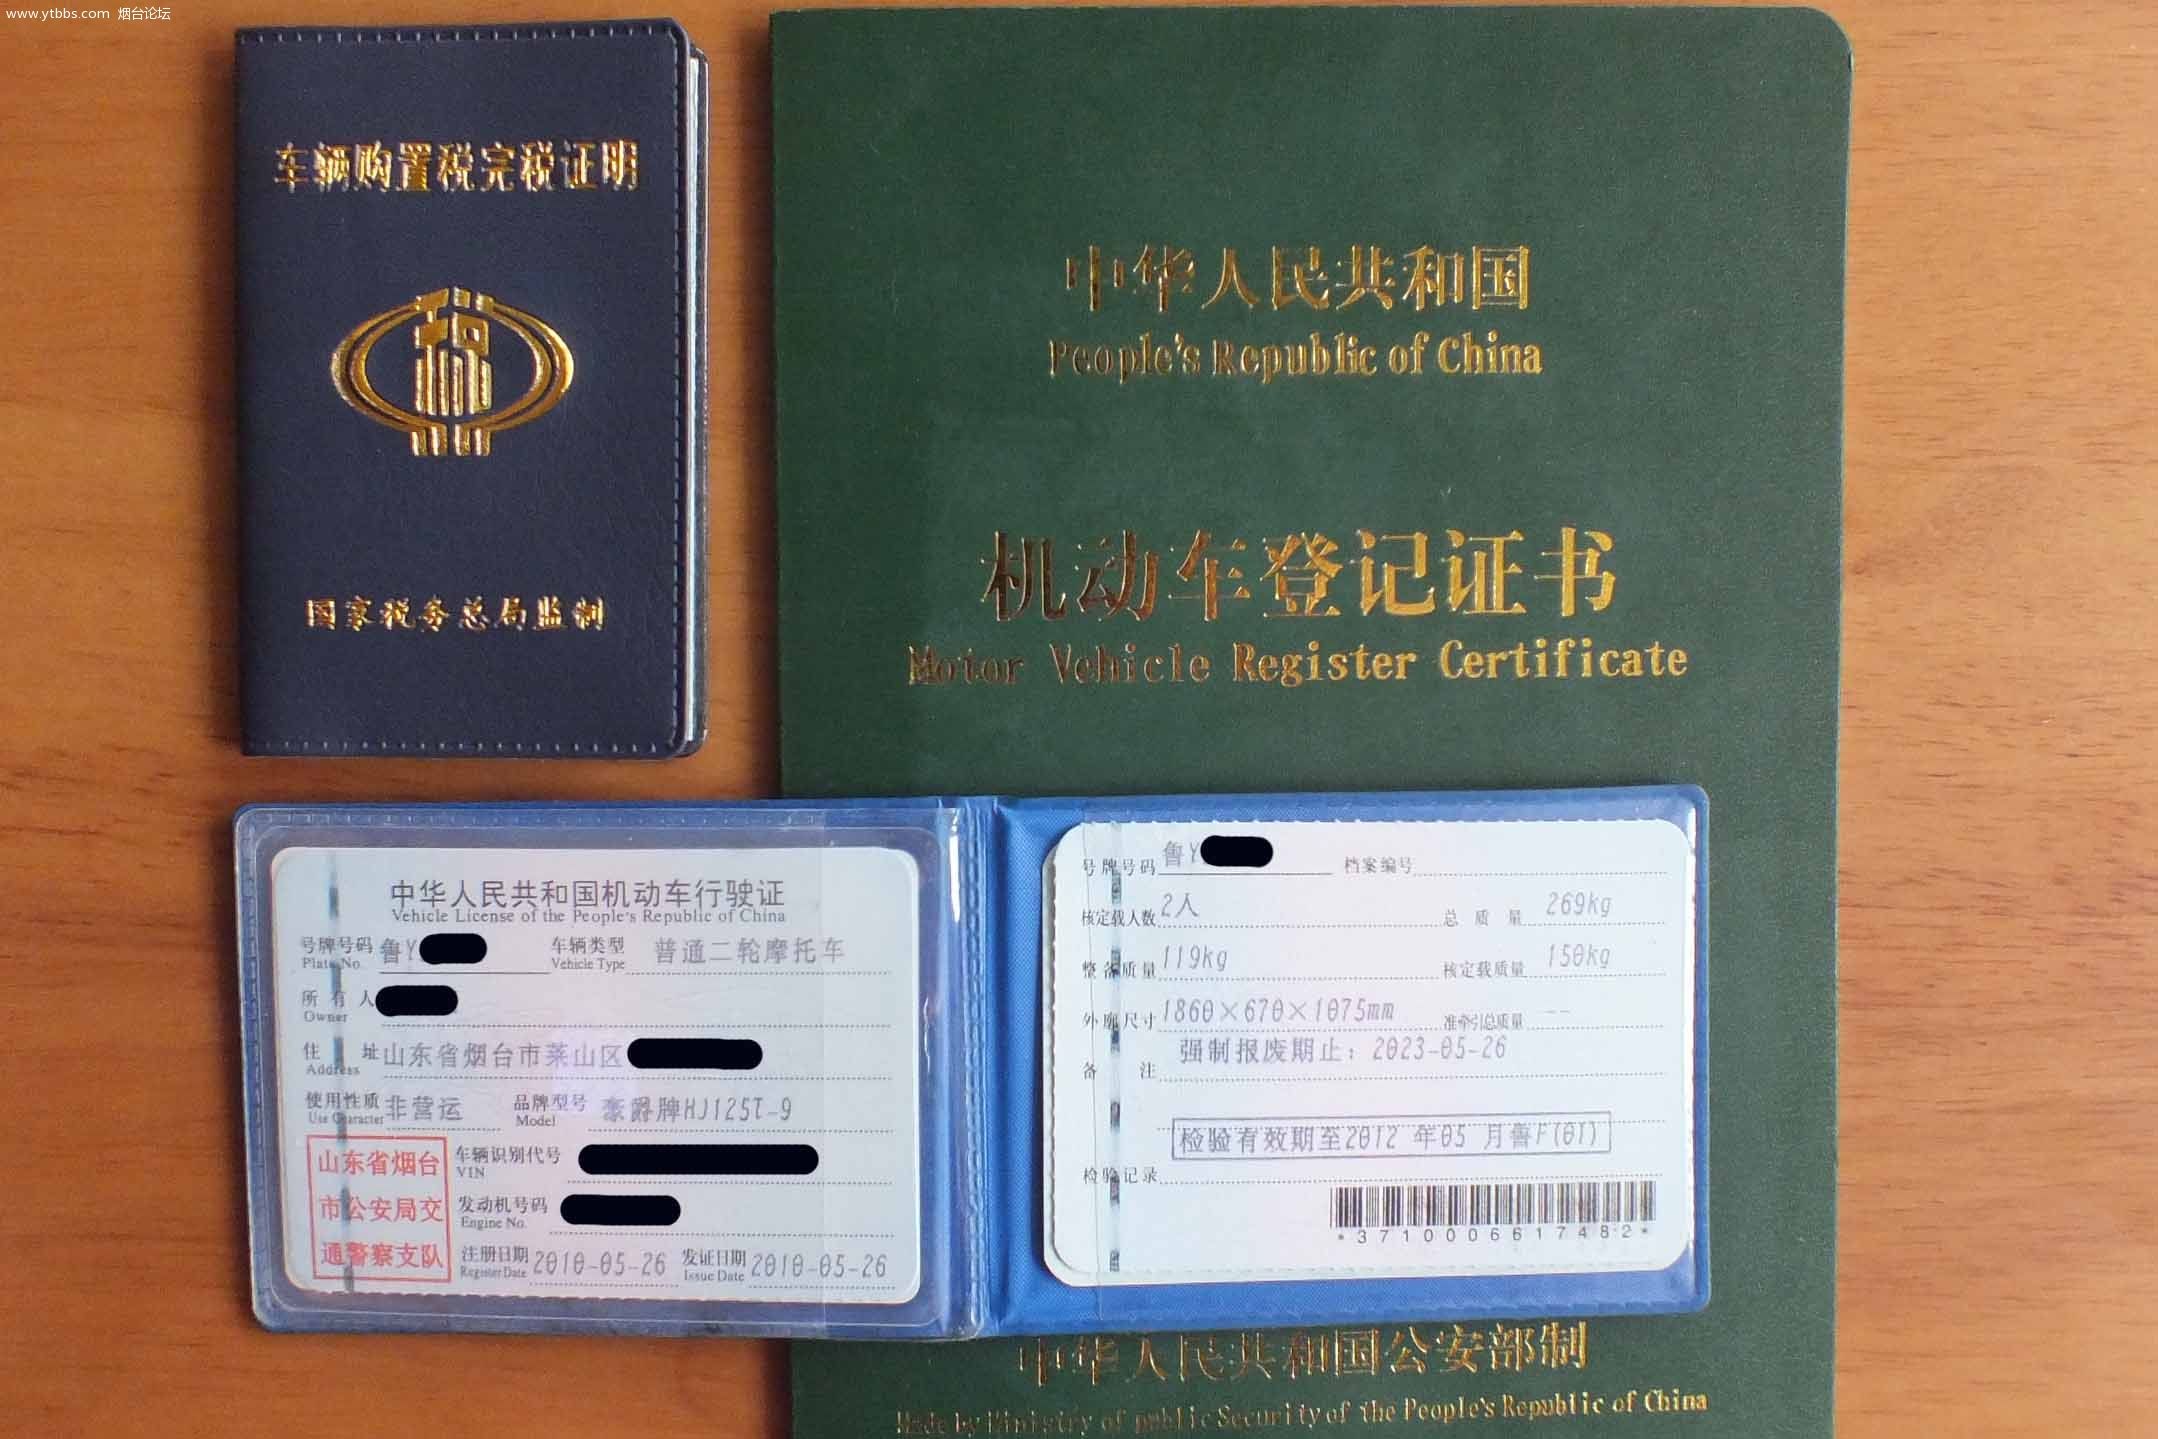 www.ytbbs.com 烟台论坛
车辆购置税完税证明
税
国家税务总局监制
中华人民共和国
People's Republic of China
机动车登记证书
Motor Vehicle Register Certificate
中华人民共和国机动车行驶证
Vehicle License of the People's Republic of China
号牌号码 鲁Y 车辆类型 普通二轮摩托车
Plate No. Vehicle Type
所有人
Owner
住址 山东省烟台市莱山区
Address
使用性质 非营运 品牌型号 豪爵牌HJ125T-9
Use Character Model
山东省烟台
市公安局交
通警察支队
车辆识别代号
VIN
发动机号码
Engine No.
注册日期 2010-05-26 发证日期 2010-05-26
Register Date Issue Date
号牌号码 鲁Y 档案编号
核定载人数 2人 总质量 269kg
整备质量 119kg 核定载质量 150kg
外廓尺寸 1860×670×1075mm 准牵引总质量 --
备注 强制报废期止：2023-05-26
检验有效期至2012 年05 月鲁F(01)
检验记录
*3710006617482*
中华人民共和国公安部制
Made by Ministry of public Security of the People's Republic of China